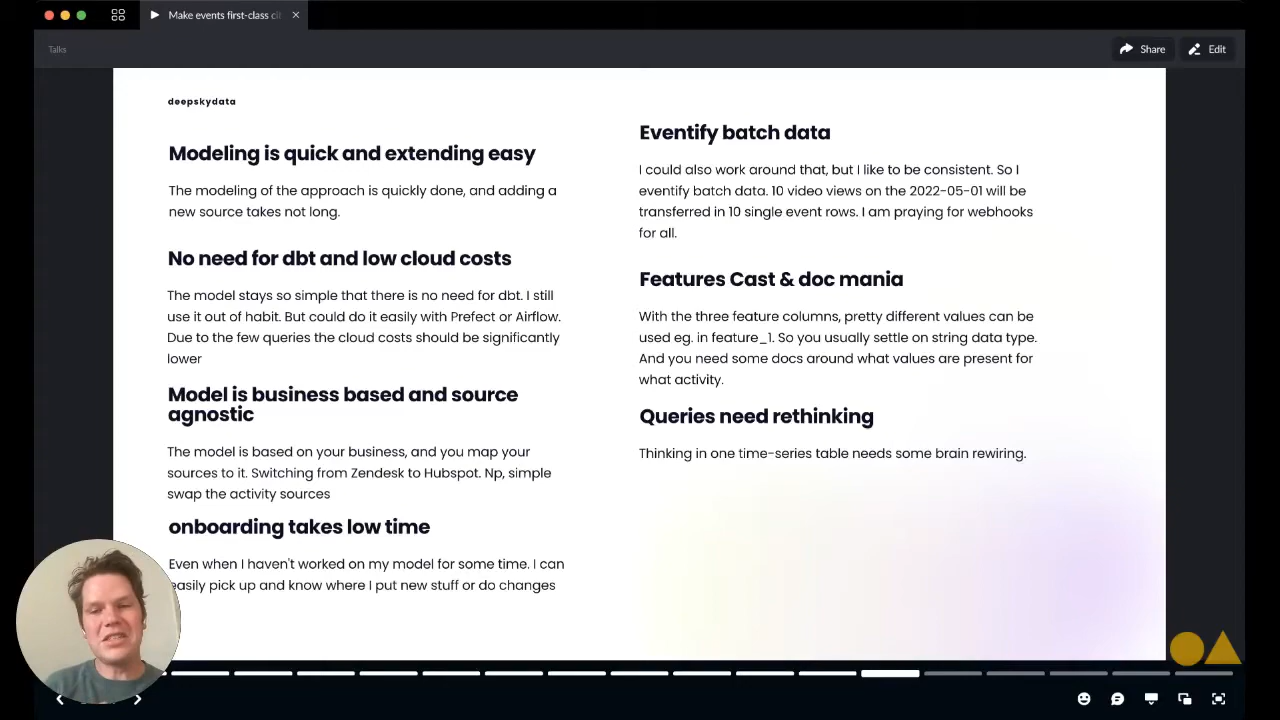 Make events first-class ci
Talks
Share
Edit
deepskydata
Modeling is quick and extending easy
The modeling of the approach is quickly done, and adding a
new source takes not long.
No need for dbt and low cloud costs
The model stays so simple that there is no need for dbt. I still
use it out of habit. But could do it easily with Prefect or Airflow.
Due to the few queries the cloud costs should be significantly
lower
Model is business based and source
agnostic
The model is based on your business, and you map your
sources to it. Switching from Zendesk to Hubspot. Np, simple
swap the activity sources
onboarding takes low time
Even when I haven't worked on my model for some time. I can
easily pick up and know where I put new stuff or do changes
Eventify batch data
I could also work around that, but I like to be consistent. So I
eventify batch data. 10 video views on the 2022-05-01 will be
transferred in 10 single event rows. I am praying for webhooks
for all.
Features Cast & doc mania
With the three feature columns, pretty different values can be
used eg. in feature_1. So you usually settle on string data type.
And you need some docs around what values are present for
what activity.
Queries need rethinking
Thinking in one time-series table needs some brain rewiring.